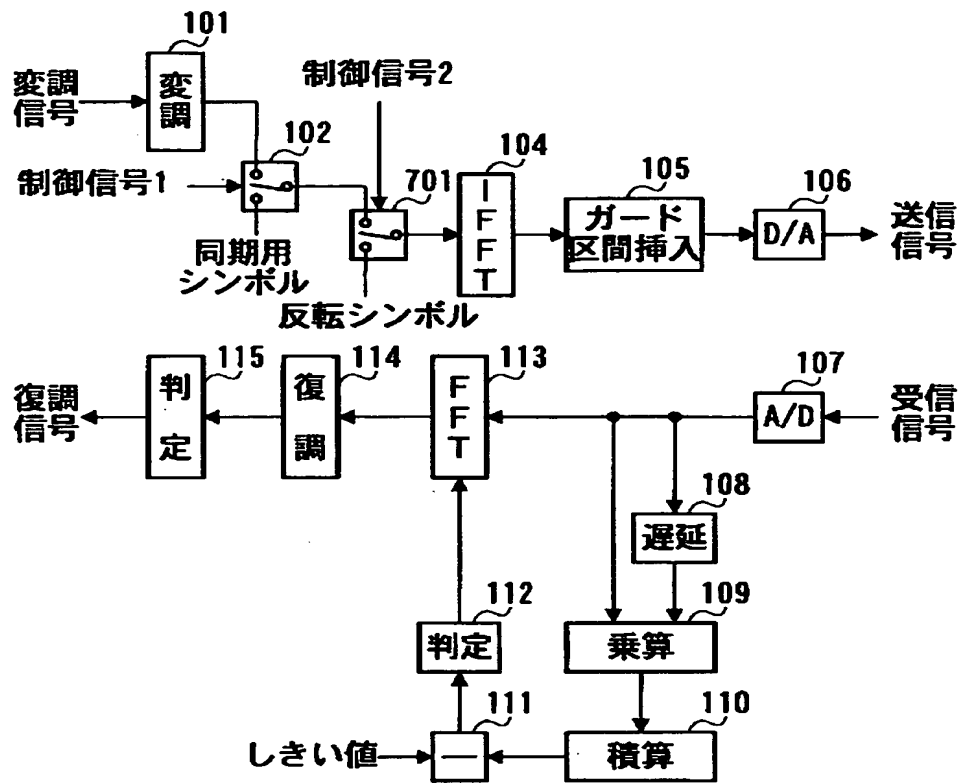 101
変調
信号
変
調
制御信号2
102
制御信号1
同期用
シンボル
701
反転シンボル
104
I
F
F
T
105
ガード
区間挿入
106
D/A
送信
信号
復調
信号
115
判
定
114
復
調
113
F
F
T
107
A/D
受信
信号
108
遅延
109
乗算
112
判定
111
しきい値
110
積算